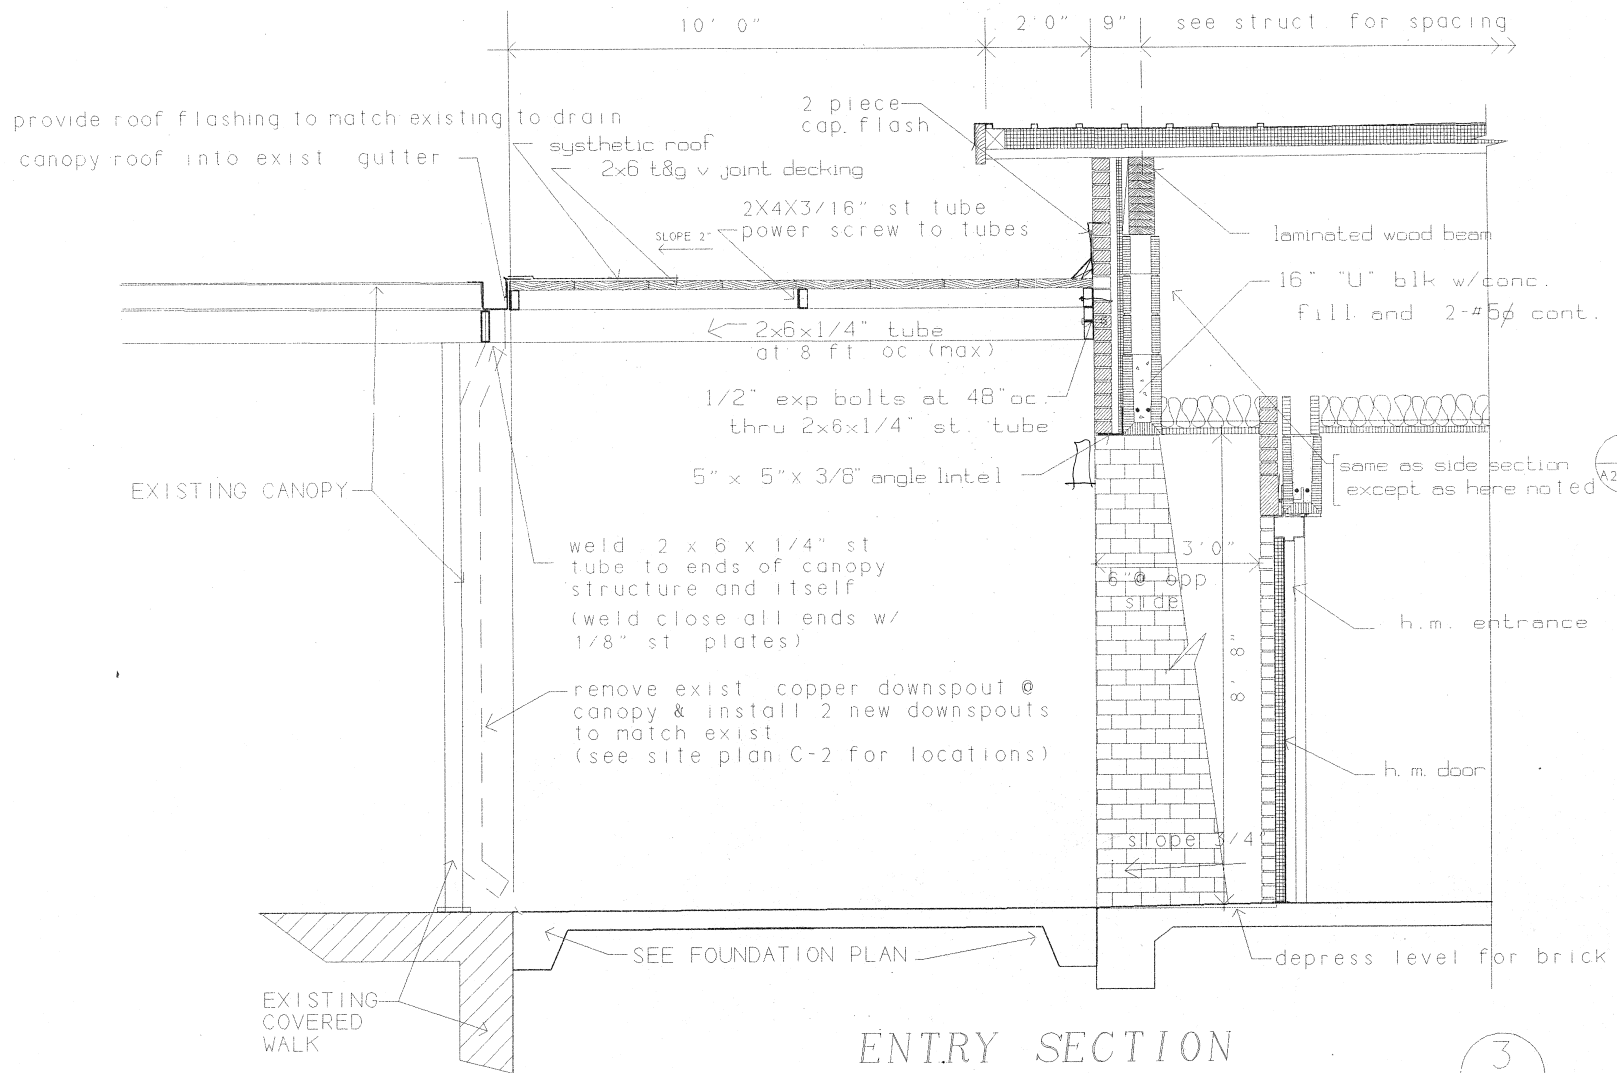 10' 0"
2'0"
9"
see struct. for spacing
provide roof flashing to match existing to drain
canopy roof into exist gutter
systhetic roof
2x6 t&g v joint decking
2 piece
cap. flash
2X4X3/16" st tube
power screw to tubes
SLOPE 2"
laminated wood beam
16" "U" blk w/conc.
fill and 2-#5ø cont.
2x6x1/4" tube
at 8 ft oc (max)
1/2" exp bolts at 48"oc.
thru 2x6x1/4" st. tube
5" x 5"x 3/8" angle lintel
same as side section
except as here noted
A2
EXISTING CANOPY
weld 2 x 6 x 1/4" st
tube to ends of canopy
structure and itself
(weld close all ends w/
1/8" st plates)
3'0"
6"@ opp.
side
8' 8"
h.m. entrance
remove exist copper downspout @
canopy & install 2 new downspouts
to match exist
(see site plan C-2 for locations)
h. m. door
slope 3/4"
SEE FOUNDATION PLAN
depress level for brick
EXISTING
COVERED
WALK
ENTRY SECTION
3